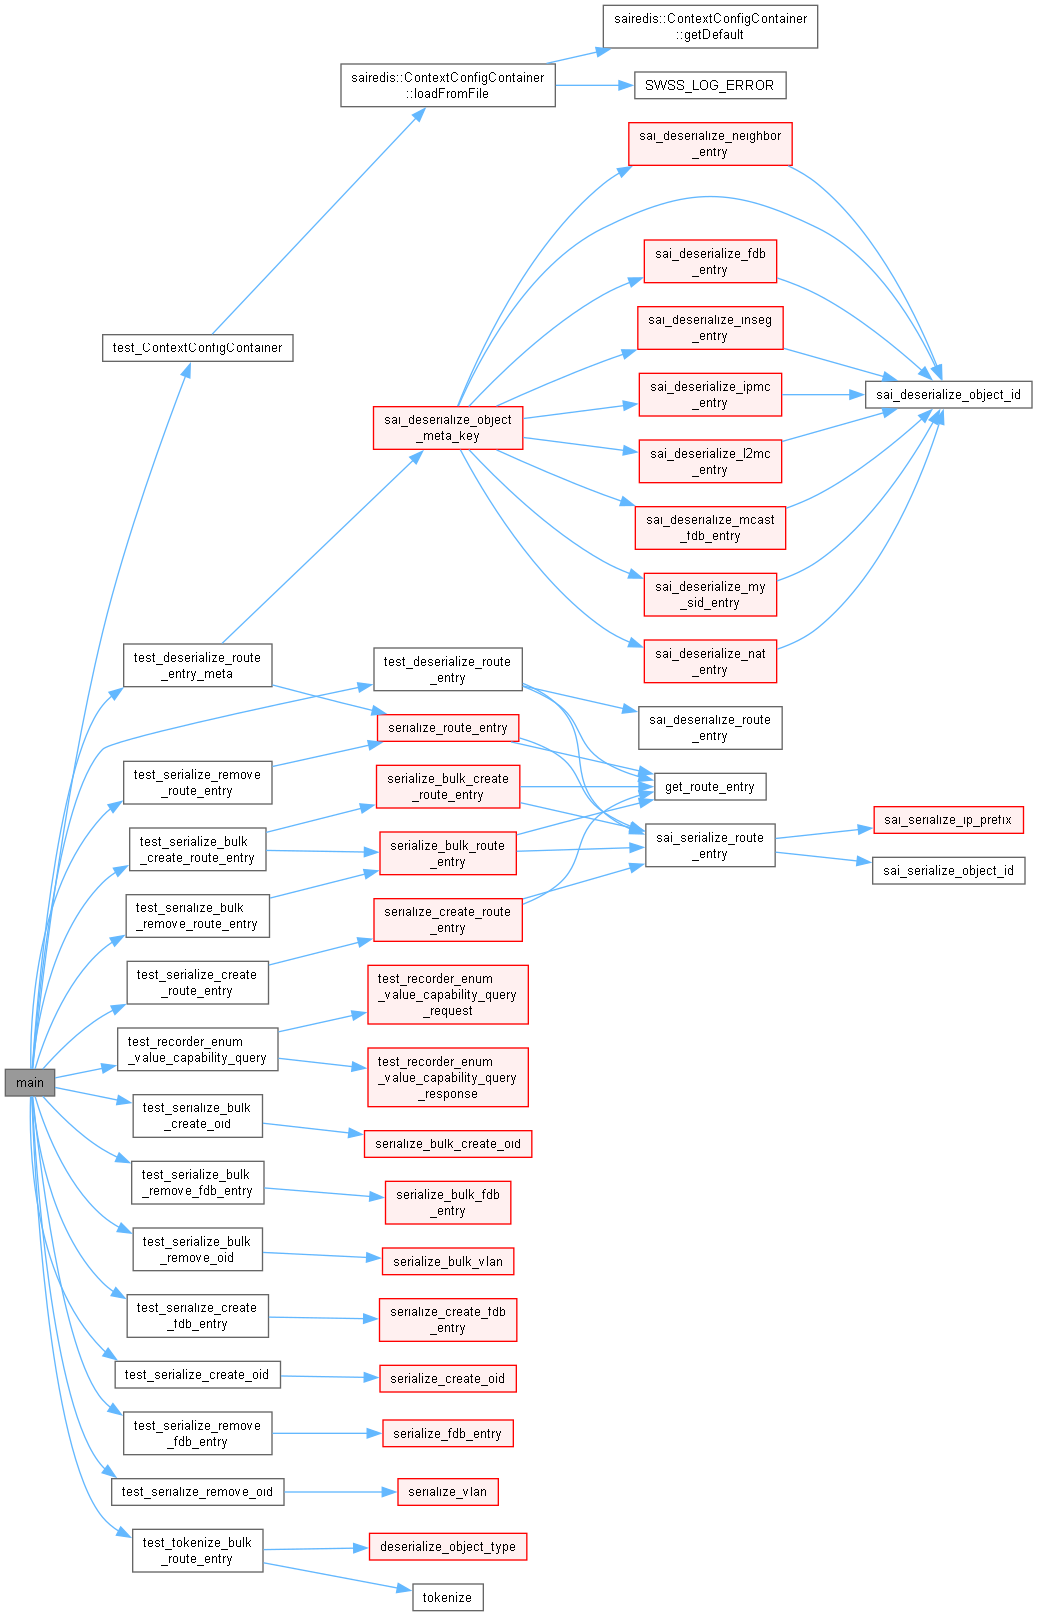 sairedis::ContextConfigContainer
::getDefault
sairedis::ContextConfigContainer
::loadFromFile
SWSS_LOG_ERROR
sai_deserialize_neighbor
_entry
sai_deserialize_fdb
_entry
sai_deserialize_inseg
_entry
test_ContextConfigContainer
sai_deserialize_ipmc
_entry
sai_deserialize_object_id
sai_deserialize_object
_meta_key
sai_deserialize_l2mc
_entry
sai_deserialize_mcast
_fdb_entry
sai_deserialize_my
_sid_entry
sai_deserialize_nat
_entry
test_deserialize_route
_entry_meta
test_deserialize_route
_entry
serialize_route_entry
sai_deserialize_route
_entry
test_serialize_remove
_route_entry
serialize_bulk_create
_route_entry
get_route_entry
test_serialize_bulk
_create_route_entry
serialize_bulk_route
_entry
sai_serialize_route
_entry
sai_serialize_ip_prefix
sai_serialize_object_id
test_serialize_bulk
_remove_route_entry
serialize_create_route
_entry
test_serialize_create
_route_entry
test_recorder_enum
_value_capability_query
_request
test_recorder_enum
_value_capability_query
test_recorder_enum
_value_capability_query
_response
main
test_serialize_bulk
_create_oid
serialize_bulk_create_oid
test_serialize_bulk
_remove_fdb_entry
serialize_bulk_fdb
_entry
test_serialize_bulk
_remove_oid
serialize_bulk_vlan
test_serialize_create
_fdb_entry
serialize_create_fdb
_entry
test_serialize_create_oid
serialize_create_oid
test_serialize_remove
_fdb_entry
serialize_fdb_entry
test_serialize_remove_oid
serialize_vlan
test_tokenize_bulk
_route_entry
deserialize_object_type
tokenize